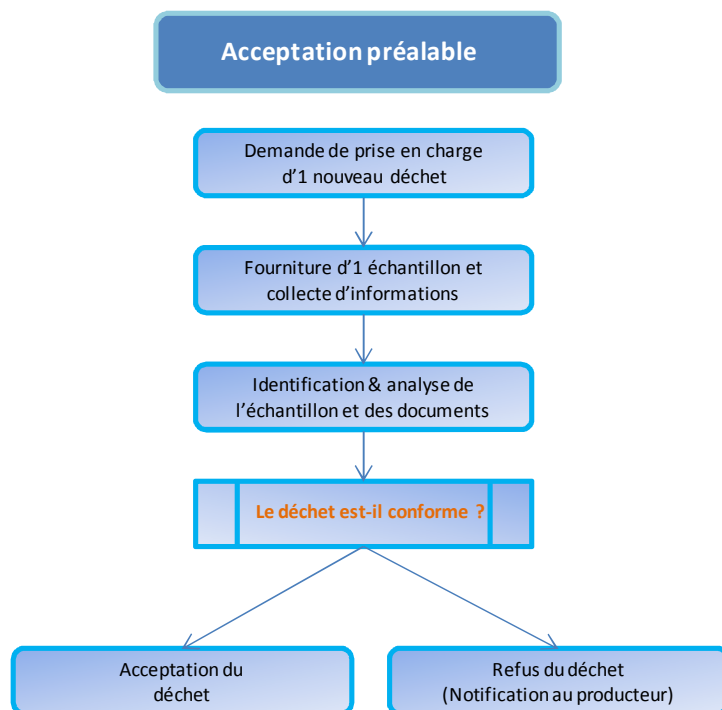 Acceptation préalable
Demande de prise en charge
d'1 nouveau déchet
Fourniture d'1 échantillon et
collecte d'informations
Identification & analyse de
l'échantillon et des documents
Le déchet est-il conforme ?
Acceptation du
déchet
Refus du déchet
(Notification au producteur)